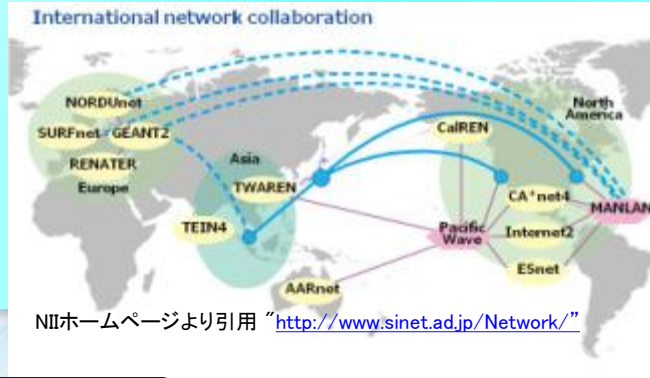 International network collaboration
NORDUnet
SURFnet
GÉANT2
RENATER
Europe
Asia
TWAREN
TEIN4
AARnet
CalREN
North
America
CA*net4
MANLAN
Pacific
Wave
Internet2
ESnet
NIIホームページより引用 "http://www.sinet.ad.jp/Network/"